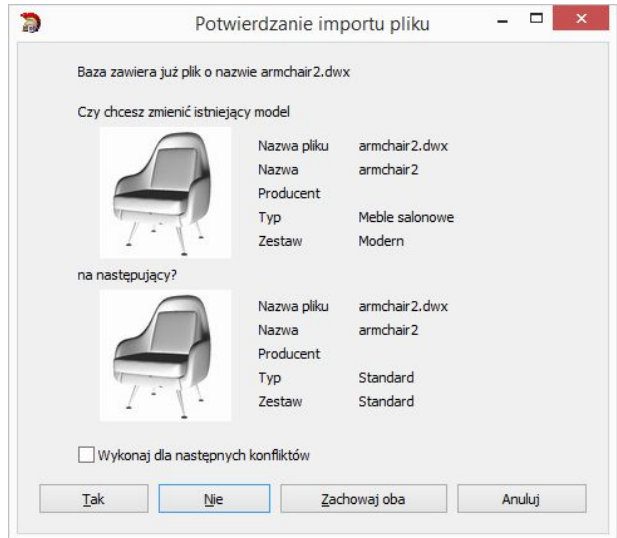 Potwierdzanie importu pliku
Baza zawiera już plik o nazwie armchair2.dwx
Czy chcesz zmienić istniejący model
Nazwa pliku armchair2.dwx
Nazwa armchair2
Producent
Typ Meble salonowe
Zestaw Modern
na następujący?
Nazwa pliku armchair2.dwx
Nazwa armchair2
Producent
Typ Standard
Zestaw Standard
Wykonaj dla następnych konfliktów
Tak Nie Zachowaj oba Anuluj